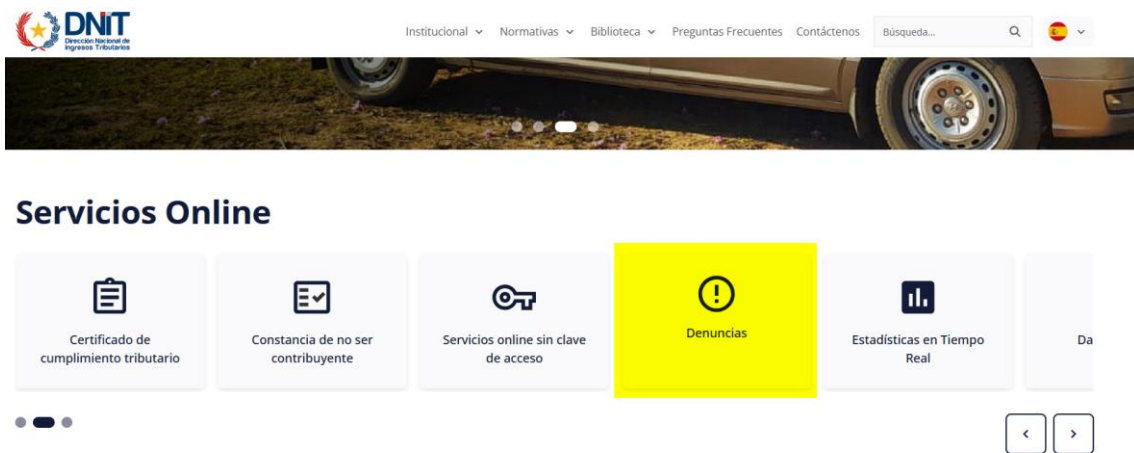 DNIT
Dirección Nacional de
Ingresos Tributarios
Institucional Normativas Biblioteca Preguntas Frecuentes Contáctenos Búsqueda...
Servicios Online
Certificado de
cumplimiento tributario
Constancia de no ser
contribuyente
Servicios online sin clave
de acceso
Denuncias
Estadísticas en Tiempo
Real
Da